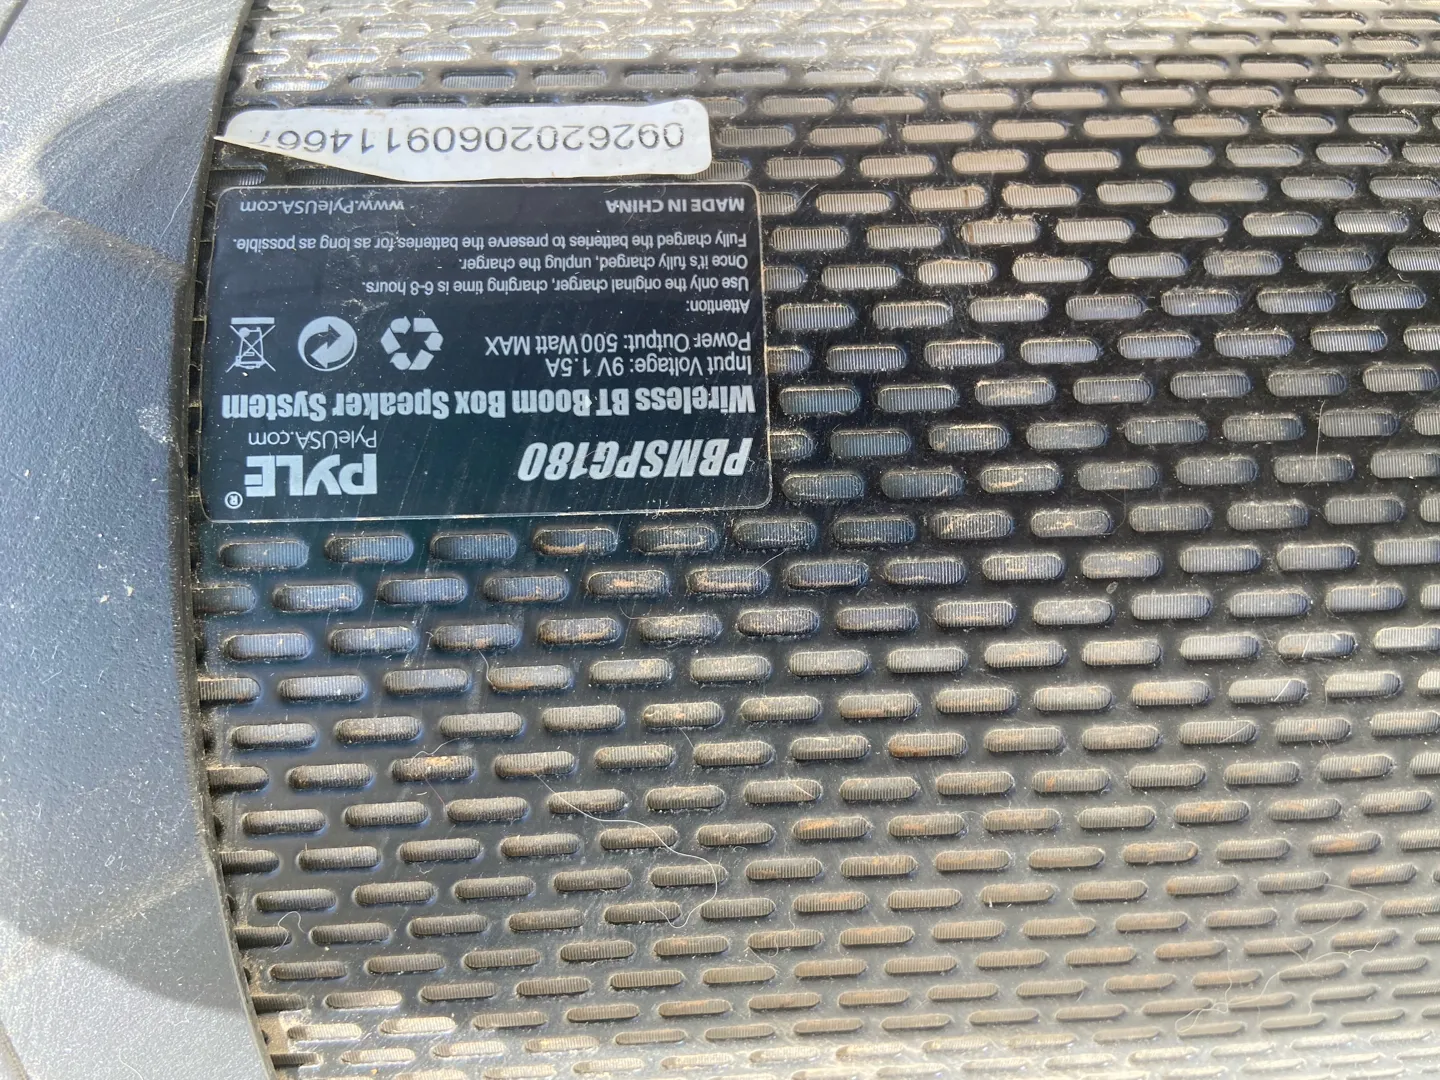 PYLE®
PyleUSA.com
PBMSPG180
Wireless BT Boom Box Speaker System
Input Voltage: 9V 1.5A
Power Output: 500 Watt MAX
Attention:
Use only the original charger, charging time is 6-8 hours.
Once it's fully charged, unplug the charger.
Fully charged the batteries to preserve the batteries, for as long as possible.
MADE IN CHINA
www.PyleUSA.com
0926202060911466